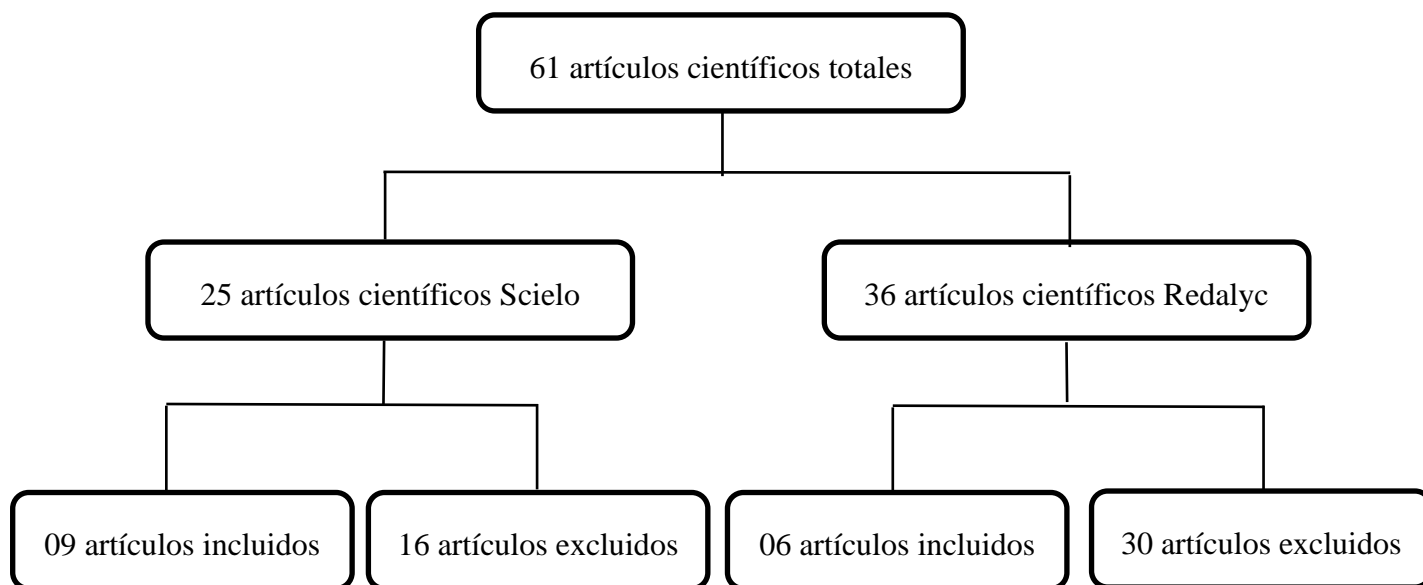 61 artículos científicos totales
25 artículos científicos Scielo
36 artículos científicos Redalyc
09 artículos incluidos
16 artículos excluidos
06 artículos incluidos
30 artículos excluidos